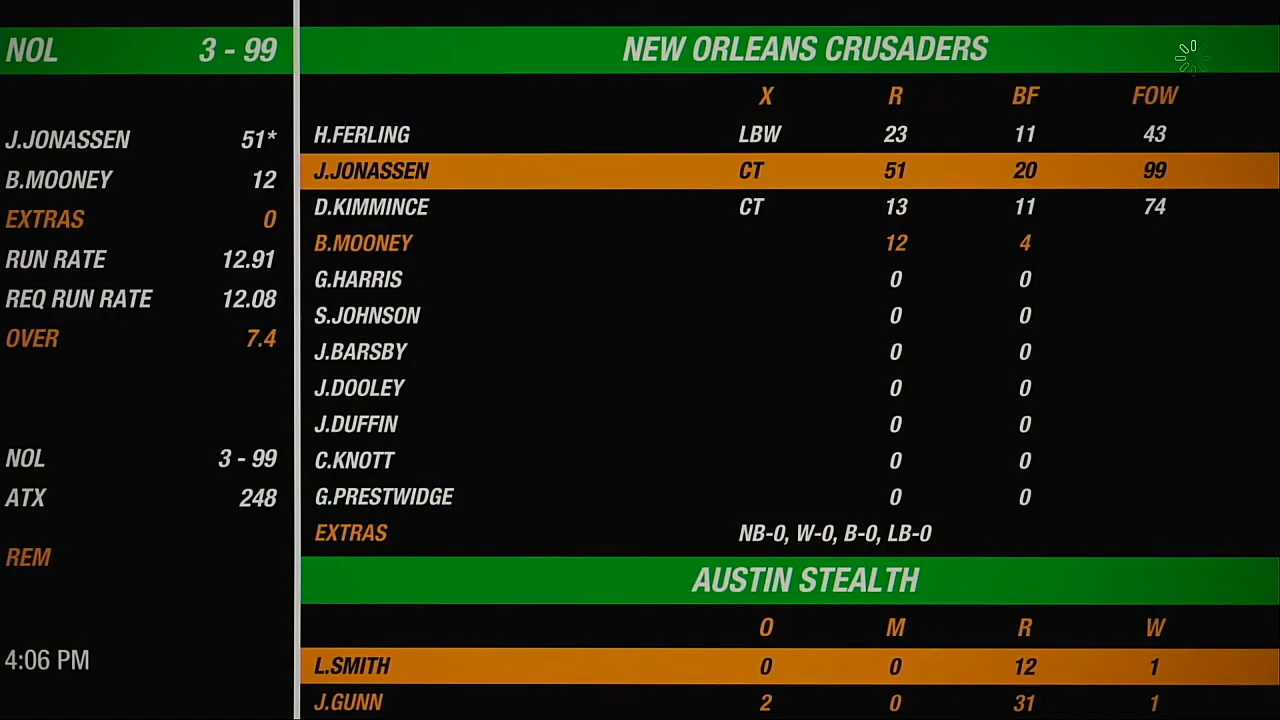 NOL 3 - 99
J.JONASSEN 51*
B.MOONEY 12
EXTRAS 0
RUN RATE 12.91
REQ RUN RATE 12.08
OVER 7.4
NOL 3 - 99
ATX 248
REM
4:06 PM
NEW ORLEANS CRUSADERS
X R BF FOW
H.FERLING LBW 23 11 43
J.JONASSEN CT 51 20 99
D.KIMMINCE CT 13 11 74
B.MOONEY 12 4
G.HARRIS 0 0
S.JOHNSON 0 0
J.BARSBY 0 0
J.DOOLEY 0 0
J.DUFFIN 0 0
C.KNOTT 0 0
G.PRESTWIDGE 0 0
EXTRAS NB-0, W-0, B-0, LB-0
AUSTIN STEALTH
O M R W
L.SMITH 0 0 12 1
J.GUNN 2 0 31 1